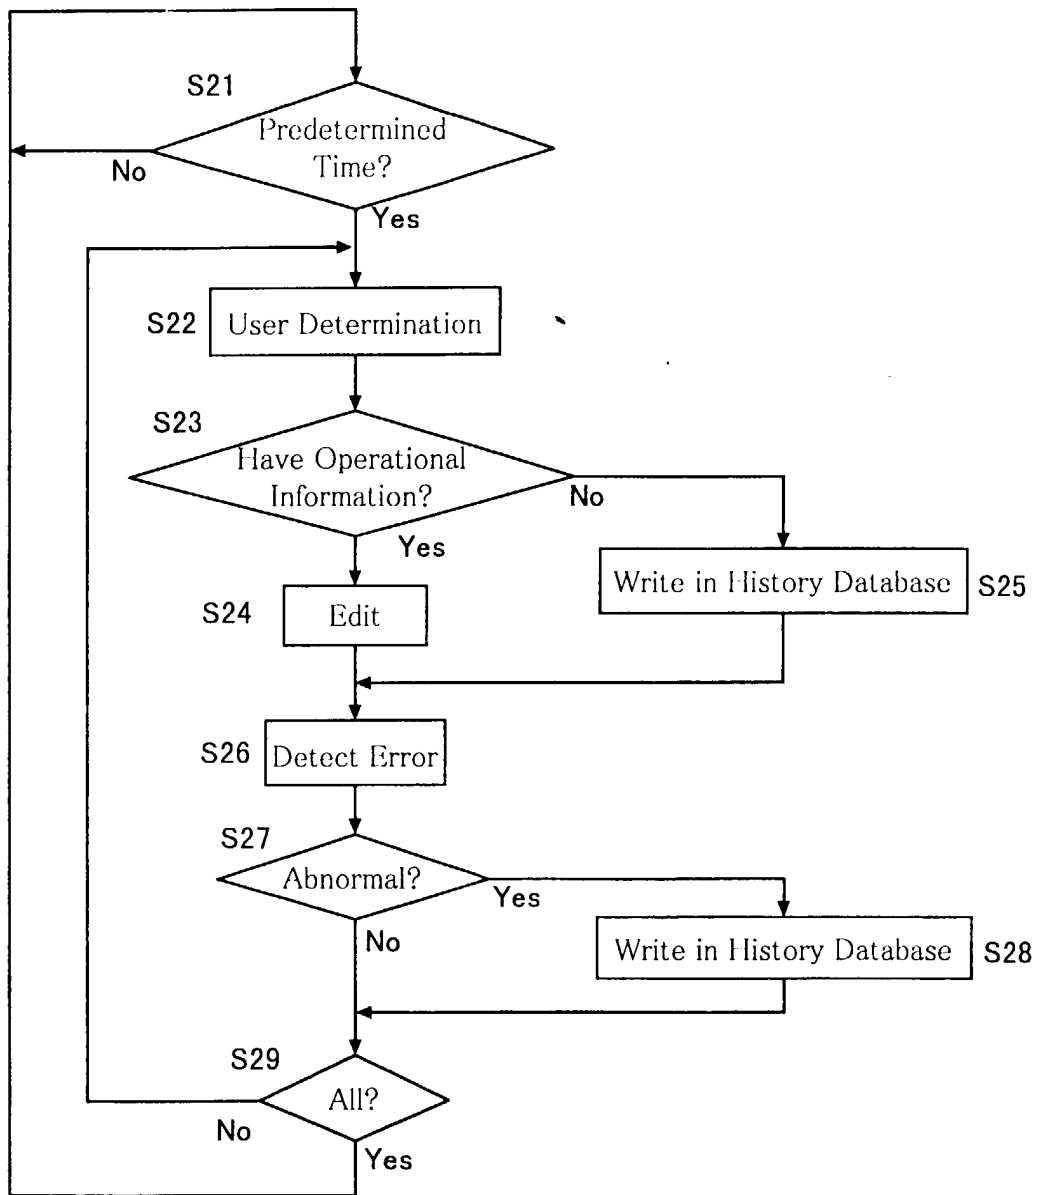 S21
Predetermined
Time?
No
Yes
S22
User Determination
S23
Have Operational
Information?
No
Yes
S24
Edit
Write in History Database
S25
S26
Detect Error
S27
Abnormal?
Yes
No
Write in History Database
S28
S29
All?
No
Yes